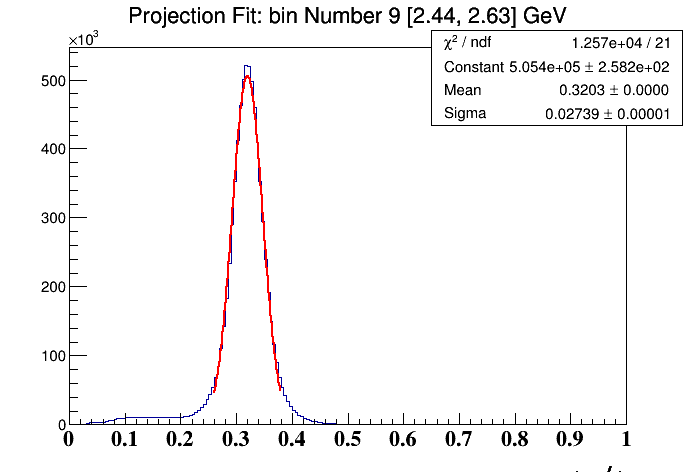 Projection Fit: bin Number 9 [2.44, 2.63] GeV
×10³
χ² / ndf 1.257e+04 / 21
Constant 5.054e+05 ± 2.582e+02
Mean 0.3203 ± 0.0000
Sigma 0.02739 ± 0.00001
500
400
300
200
100
0
0 0.1 0.2 0.3 0.4 0.5 0.6 0.7 0.8 0.9 1